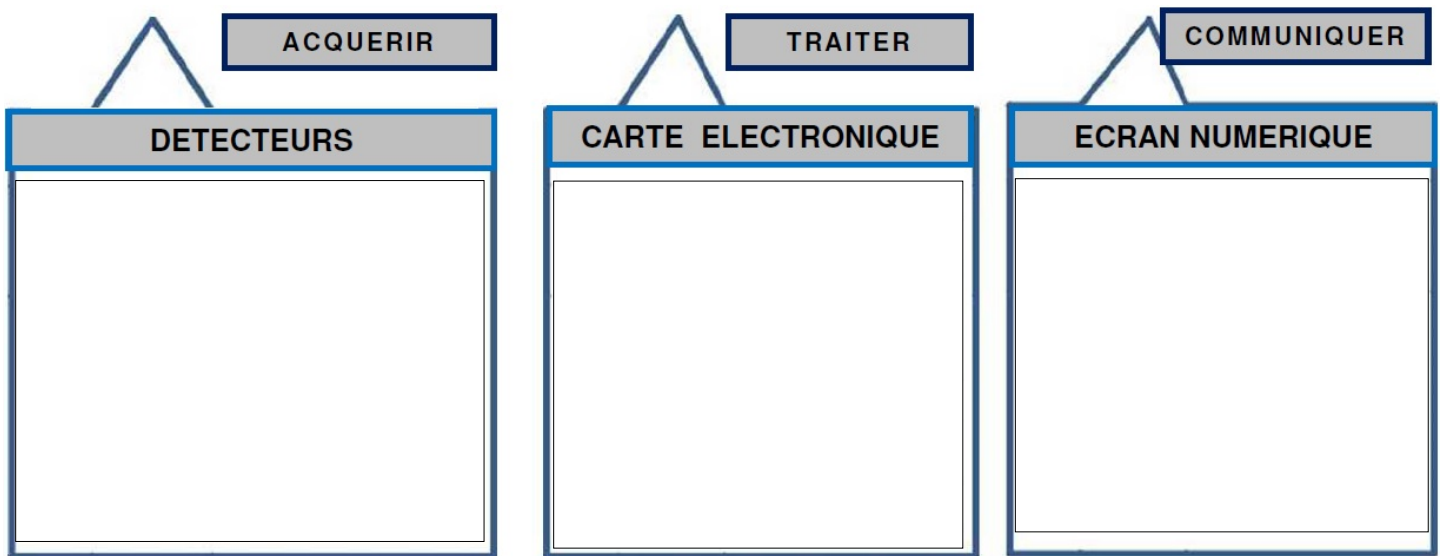 ACQUERIR
TRAITER
COMMUNIQUER
DETECTEURS
CARTE ELECTRONIQUE
ECRAN NUMERIQUE